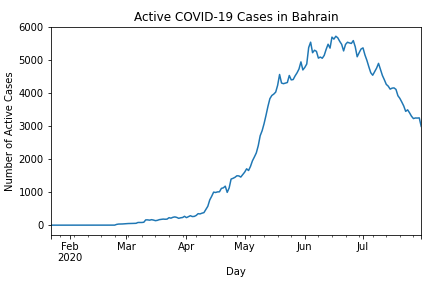 Active COVID-19 Cases in Bahrain
Number of Active Cases
6000
5000
4000
3000
2000
1000
0
Feb Mar Apr May Jun Jul
2020
Day